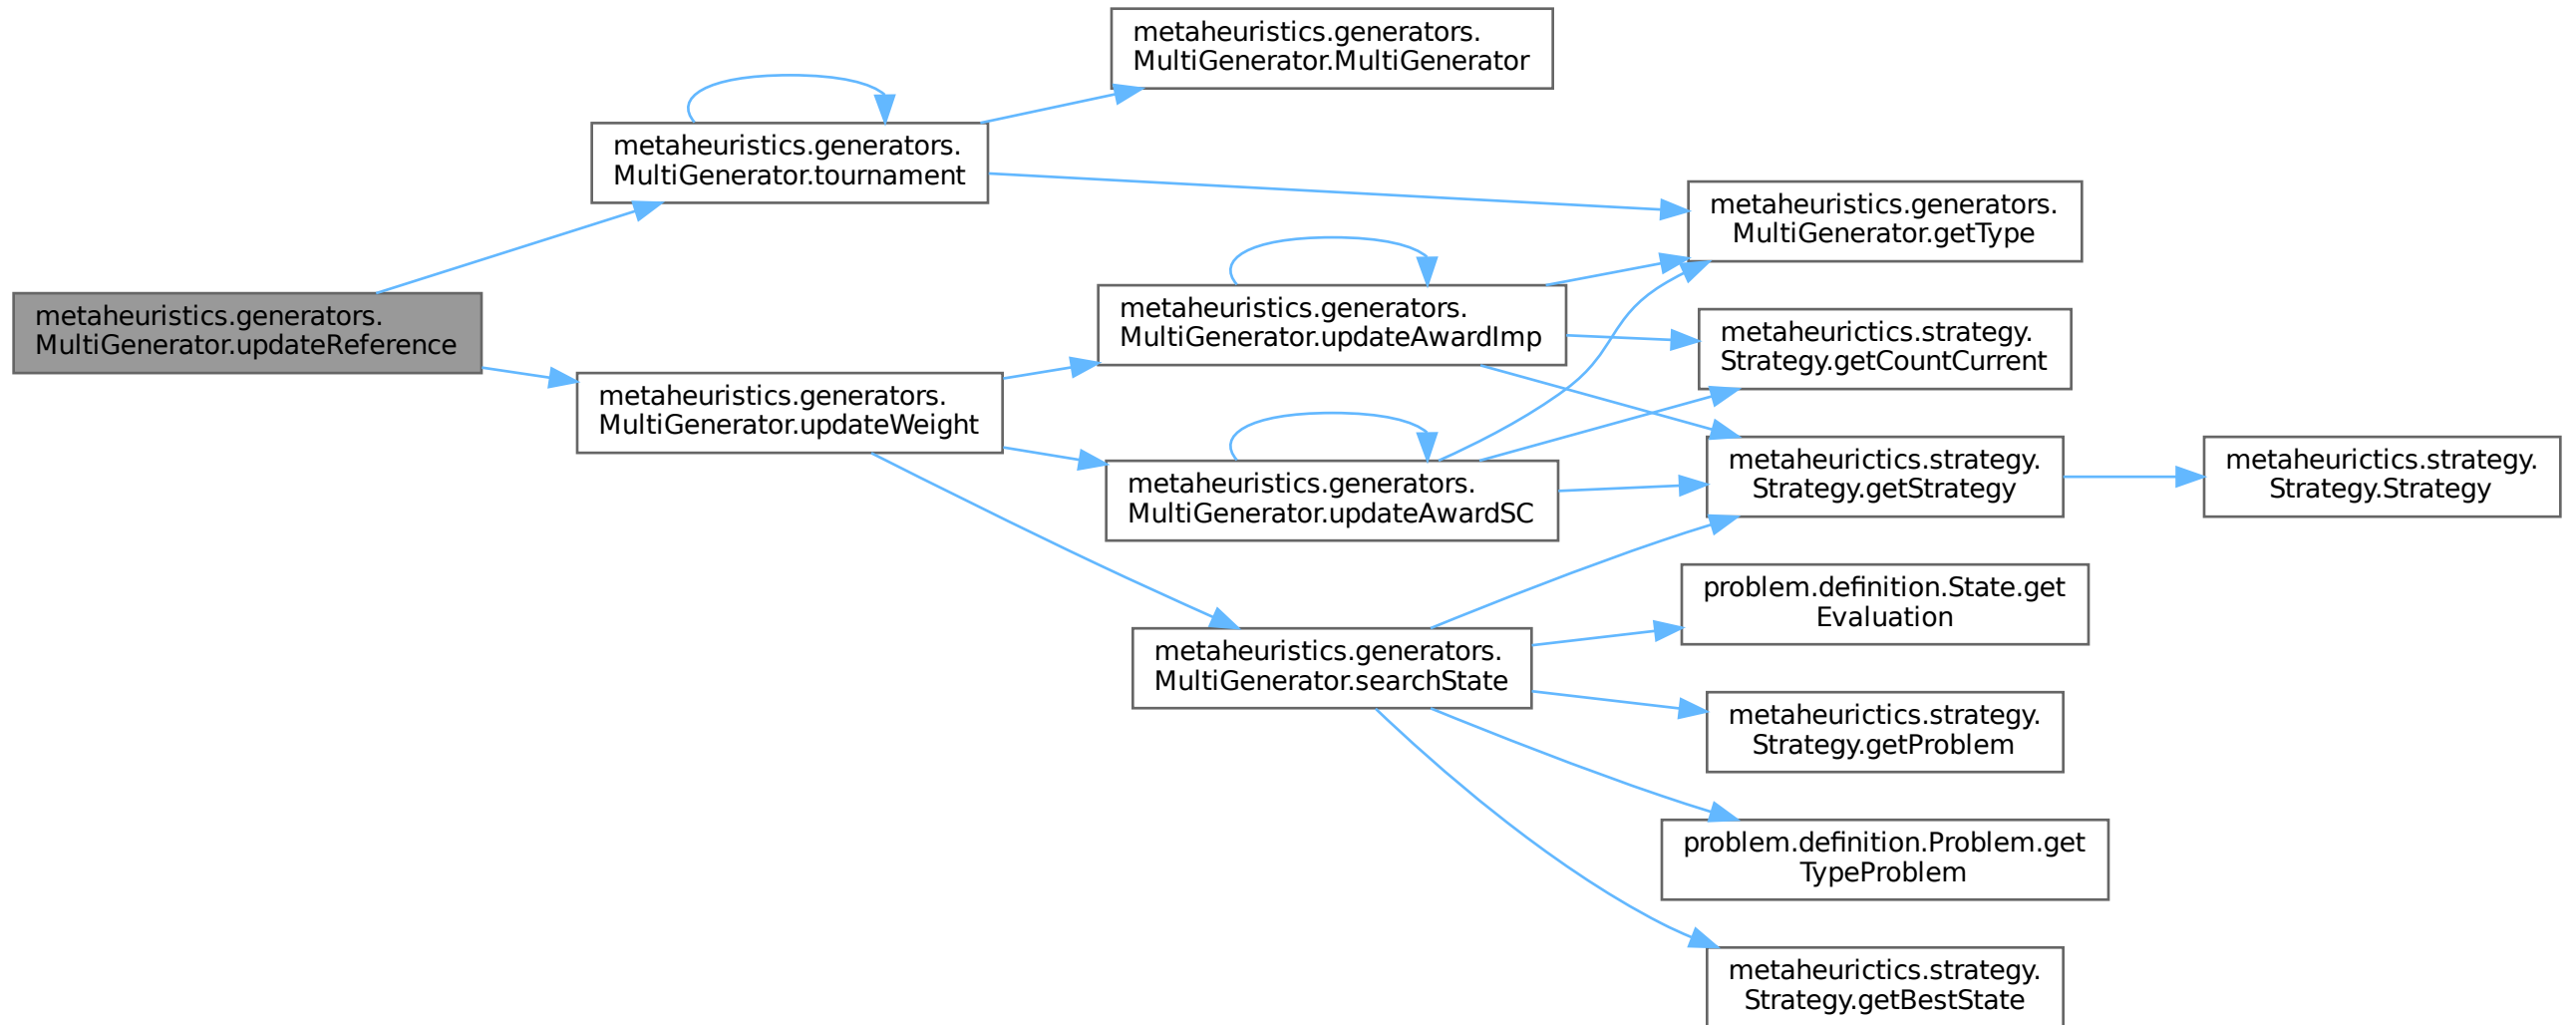 metaheuristics.generators.
MultiGenerator.updateReference
metaheuristics.generators.
MultiGenerator.tournament
metaheuristics.generators.
MultiGenerator.updateWeight
metaheuristics.generators.
MultiGenerator.MultiGenerator
metaheuristics.generators.
MultiGenerator.updateAwardImp
metaheuristics.generators.
MultiGenerator.updateAwardSC
metaheuristics.generators.
MultiGenerator.searchState
metaheuristics.generators.
MultiGenerator.getType
metaheurictics.strategy.
Strategy.getCountCurrent
metaheurictics.strategy.
Strategy.getStrategy
problem.definition.State.get
Evaluation
metaheurictics.strategy.
Strategy.getProblem
problem.definition.Problem.get
TypeProblem
metaheurictics.strategy.
Strategy.getBestState
metaheurictics.strategy.
Strategy.Strategy